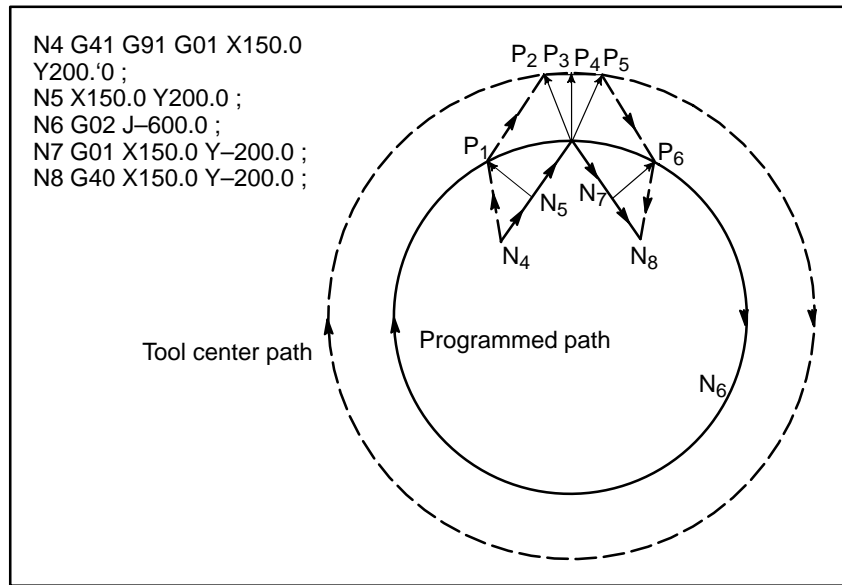 N4 G41 G91 G01 X150.0
Y200.‘0 ;
N5 X150.0 Y200.0 ;
N6 G02 J–600.0 ;
N7 G01 X150.0 Y–200.0 ;
N8 G40 X150.0 Y–200.0 ;
P2 P3 P4 P5
P1 P6
N5 N7
N4 N8
Tool center path
Programmed path
N6